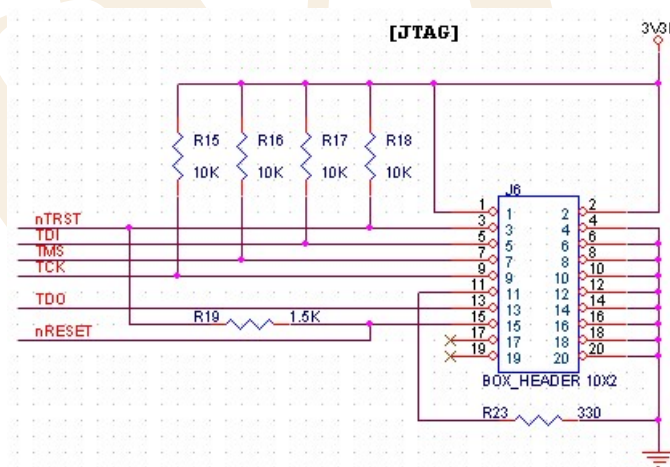 [JTAG]
3V3
R15 R16 R17 R18
10K 10K 10K 10K
J6
nTRST
TDI
TMS
TCK
TDO
nRESET
R19 1.5K
1 1 2 2
3 3 4 4
5 5 6 6
7 7 8 8
9 9 10 10
11 11 12 12
13 13 14 14
15 15 16 16
17 17 18 18
19 19 20 20
BOX_HEADER 10X2
R23 330